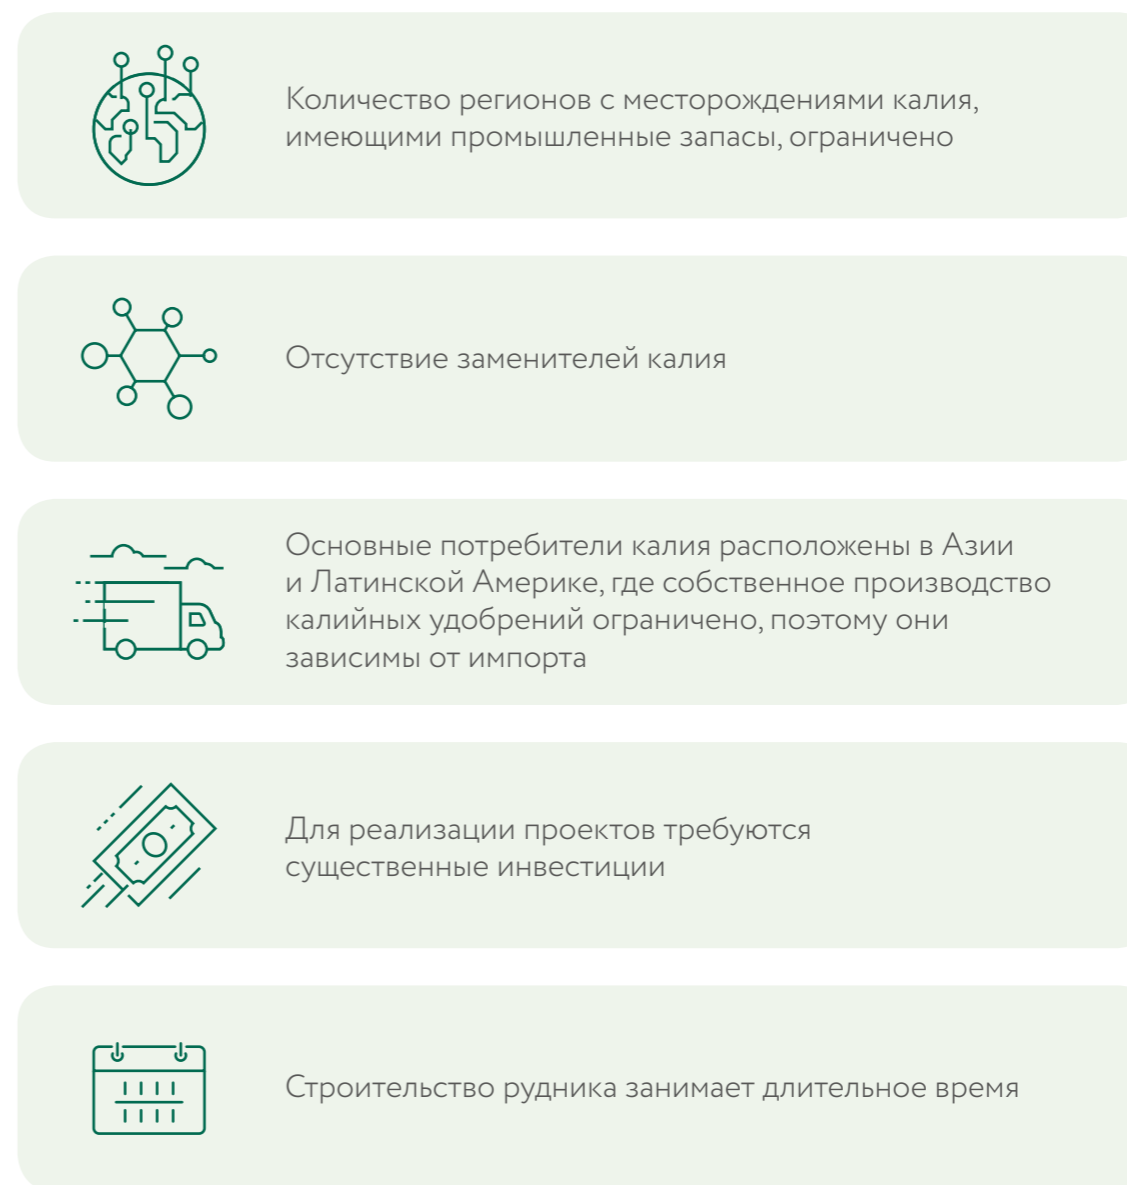 Количество регионов с месторождениями калия,
имеющими промышленные запасы, ограничено
Отсутствие заменителей калия
Основные потребители калия расположены в Азии
и Латинской Америке, где собственное производство
калийных удобрений ограничено, поэтому они
зависимы от импорта
Для реализации проектов требуются
существенные инвестиции
Строительство рудника занимает длительное время